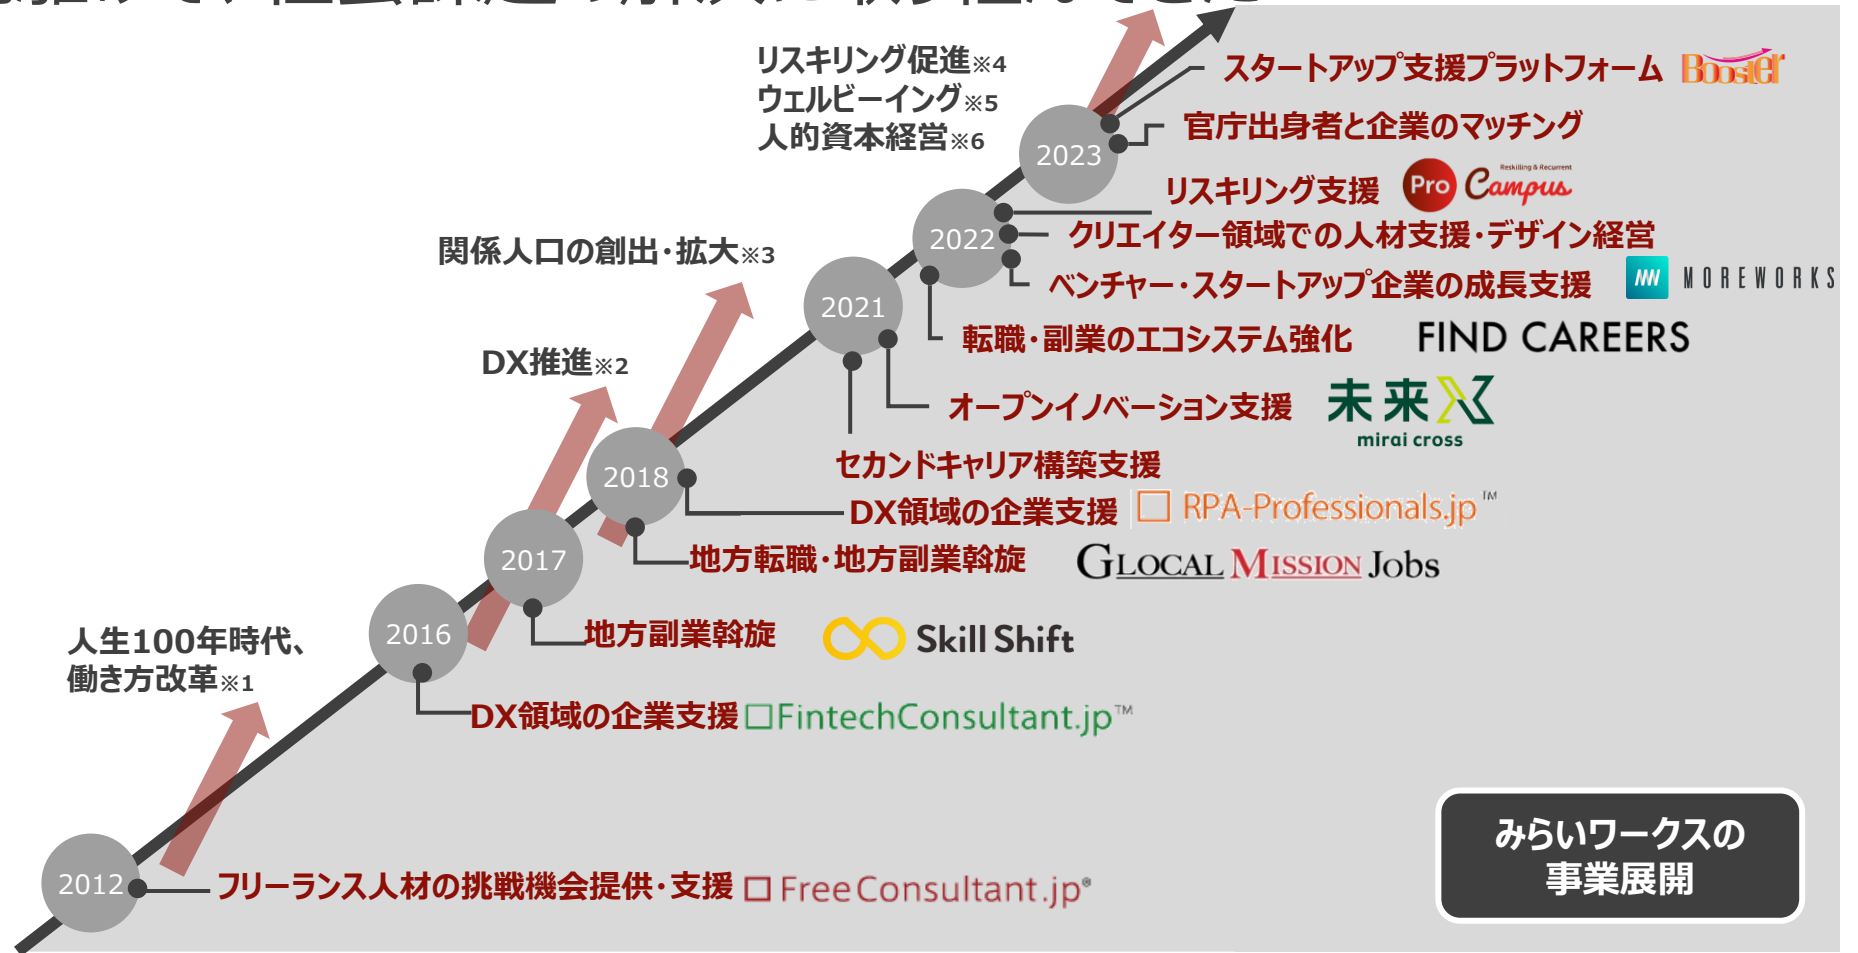 リスキリング促進※4
ウェルビーイング※5
人的資本経営※6
スタートアップ支援プラットフォーム Booster
官庁出身者と企業のマッチング
2023
リスキリング支援 Pro Reskilling & Recurrent Campus
2022
クリエイター領域での人材支援・デザイン経営
関係人口の創出・拡大※3
ベンチャー・スタートアップ企業の成長支援 MOREWORKS
2021
転職・副業のエコシステム強化 FIND CAREERS
DX推進※2
オープンイノベーション支援 未来X
mirai cross
セカンドキャリア構築支援
2018
DX領域の企業支援 RPA-Professionals.jp™
地方転職・地方副業斡旋 GLOCAL MISSION Jobs
2017
地方副業斡旋 Skill Shift
2016
人生100年時代、
働き方改革※1
DX領域の企業支援 FintechConsultant.jp™
みらいワークスの
事業展開
2012
フリーランス人材の挑戦機会提供・支援 FreeConsultant.jp®